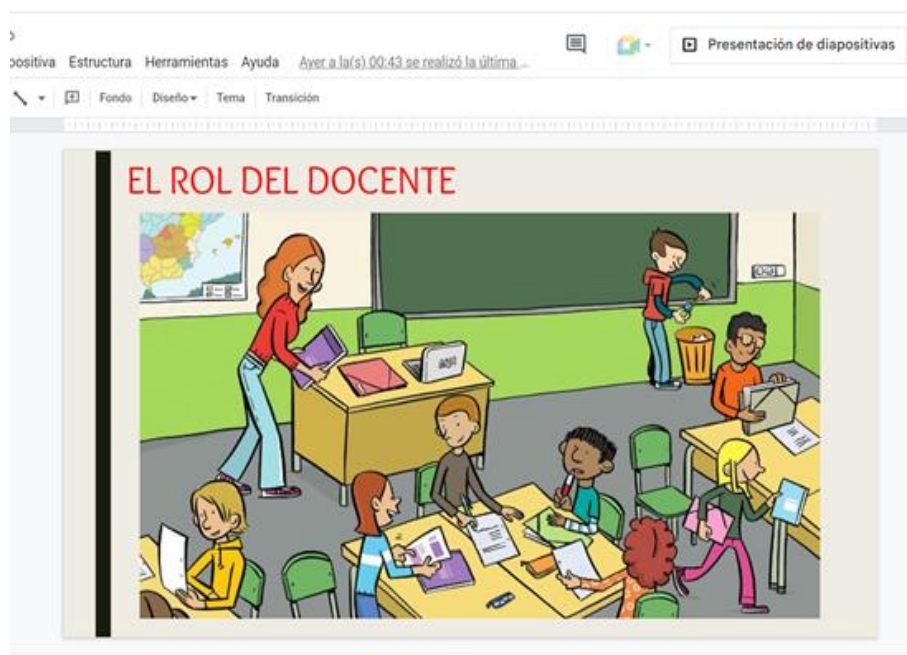 Presentación de diapositivas
Estructura Herramientas Ayuda Ayer a la(s) 00:43 se realizó la última ...
Fondo Diseño Tema Transición
EL ROL DEL DOCENTE